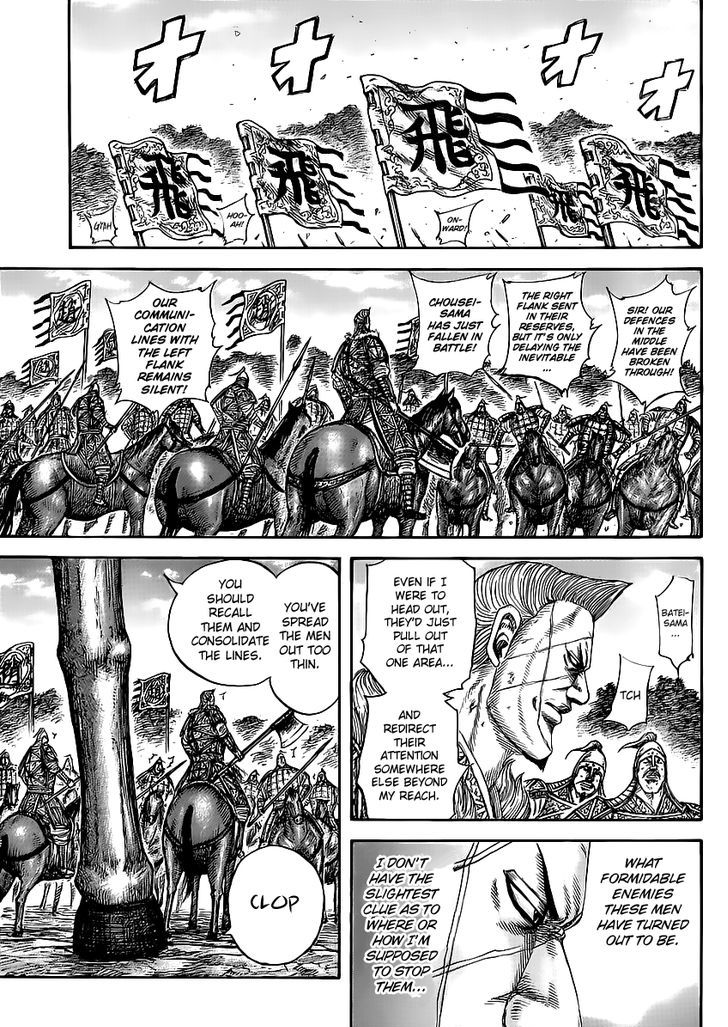 オ
オ
オ
オ
飛
飛
飛
飛
飛
ON-
WARD!
HOO-
AH!
SIR! OUR
DEFENCES
IN THE
MIDDLE
HAVE BEEN
BROKEN
THROUGH!
THE RIGHT
FLANK SENT
IN THEIR
RESERVES,
BUT IT'S ONLY
DELAYING THE
INEVITABLE
...
CHOUSEI-
SAMA
HAS JUST
FALLEN IN
BATTLE!
OUR
COMMUNI-
CATION
LINES WITH
THE LEFT
FLANK
REMAINS
SILENT!
趙
趙
BATEI-
SAMA
...
TCH
EVEN IF I
WERE TO
HEAD OUT,
THEY'D JUST
PULL OUT
OF THAT
ONE AREA...
AND
REDIRECT
THEIR
ATTENTION
SOMEWHERE
ELSE BEYOND
MY REACH.
WHAT
FORMIDABLE
ENEMIES
THESE MEN
HAVE TURNED
OUT TO BE.
I DON'T
HAVE THE
SLIGHTEST
CLUE AS TO
WHERE OR
HOW I'M
SUPPOSED
TO STOP
THEM...
YOU'VE
SPREAD
THE MEN
OUT TOO
THIN.
YOU
SHOULD
RECALL
THEM AND
CONSOLIDATE
THE LINES.
CLOP